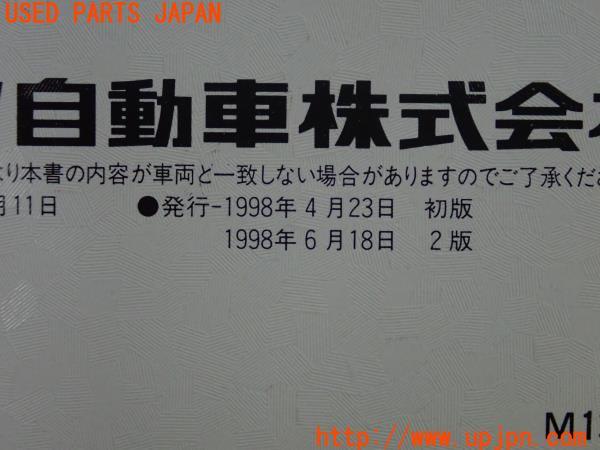 USED PARTS JAPAN
自動車株式会
り本書の内容が車両と一致しない場合がありますのでご了承くださ
月11日 ●発行-1998年4月23日 初版
1998年6月18日 2版
M1
http://www.upjpn.com/